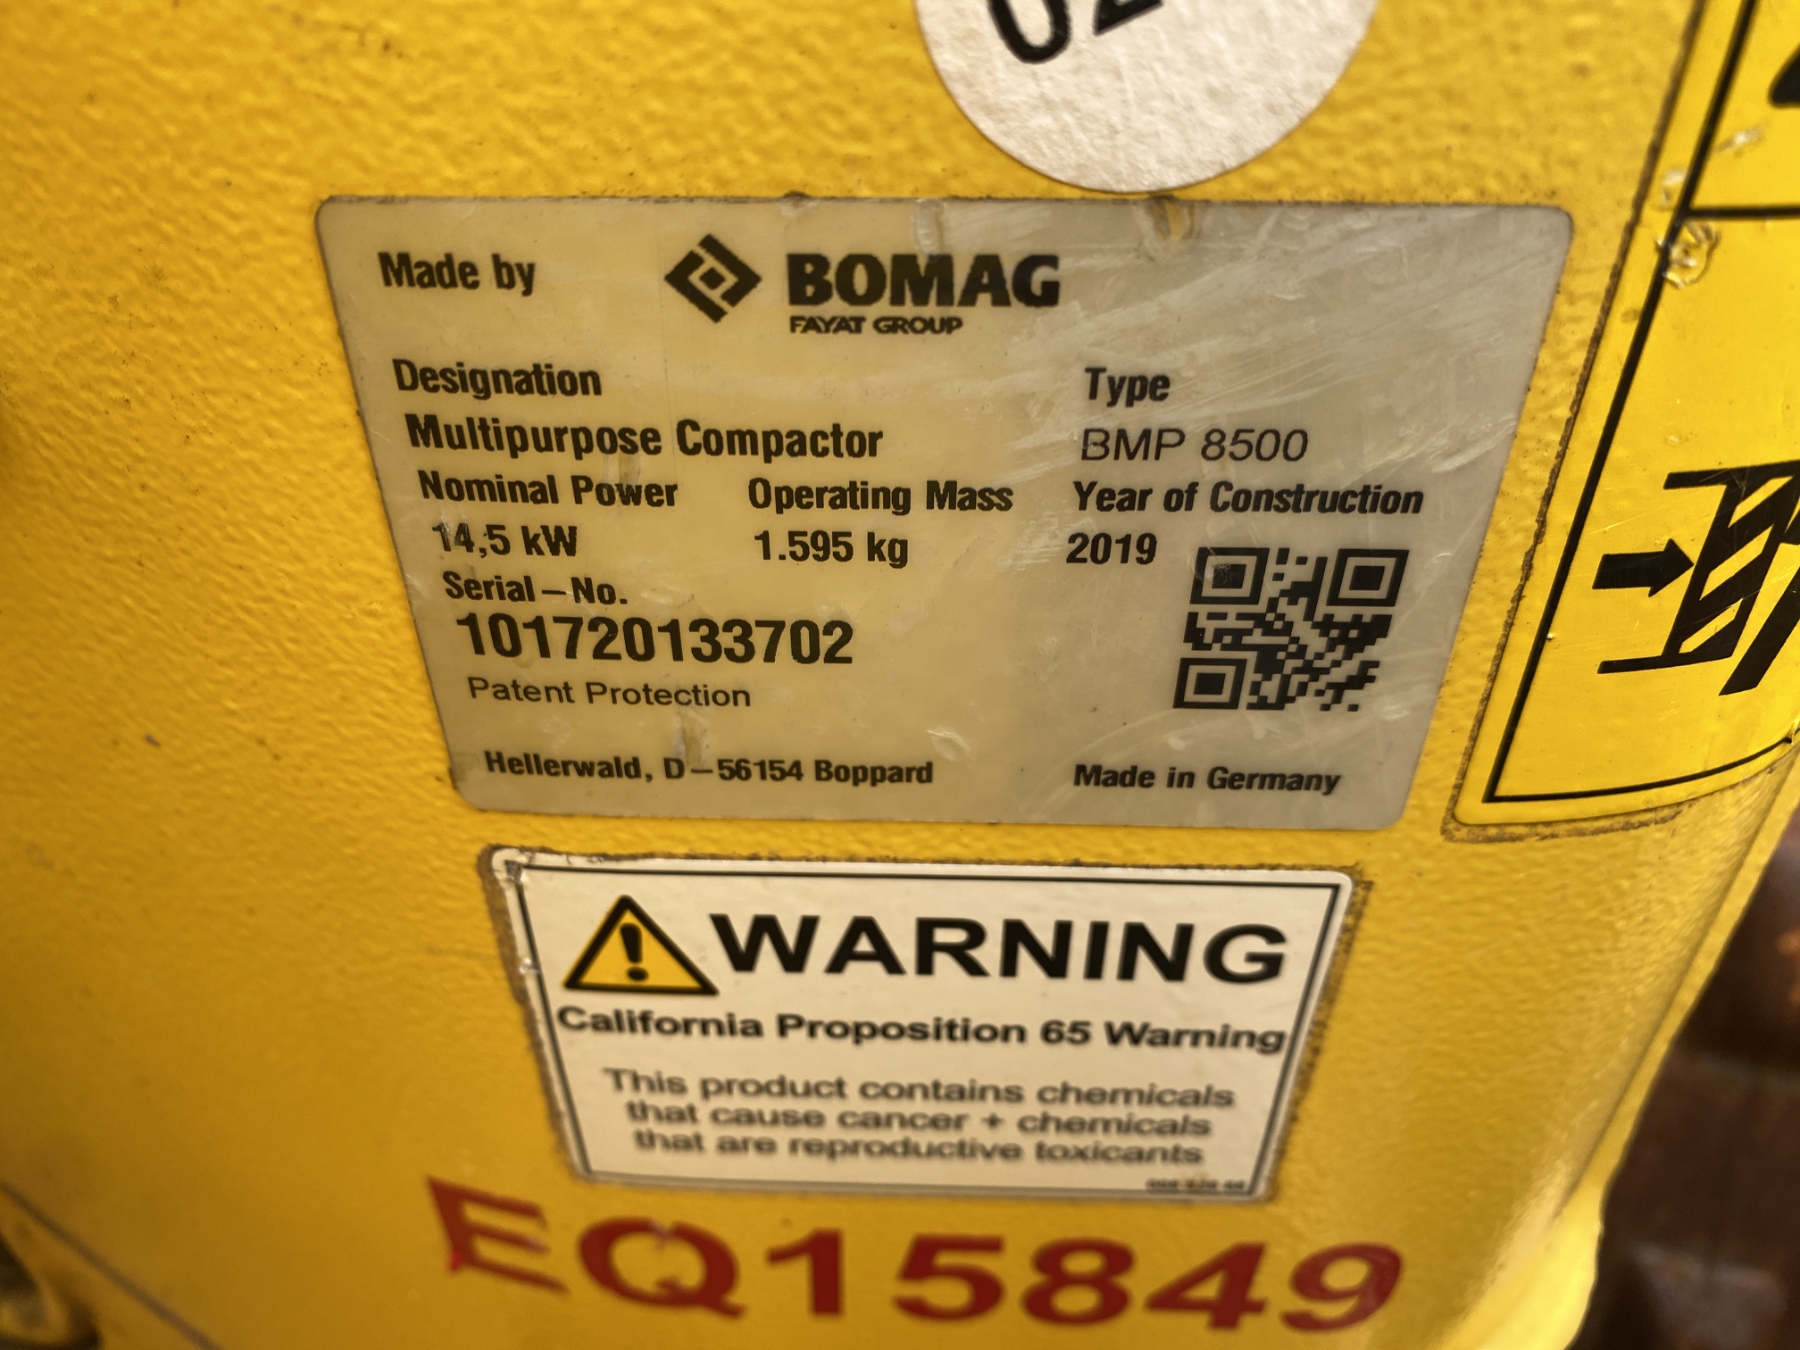 02
Made by BOMAG
FAYAT GROUP
Designation Type
Multipurpose Compactor BMP 8500
Nominal Power Operating Mass Year of Construction
14,5 kW 1.595 kg 2019
Serial–No.
101720133702
Patent Protection
Hellerwald, D–56154 Boppard Made in Germany
WARNING
California Proposition 65 Warning
This product contains chemicals
that cause cancer + chemicals
that are reproductive toxicants
EQ15849